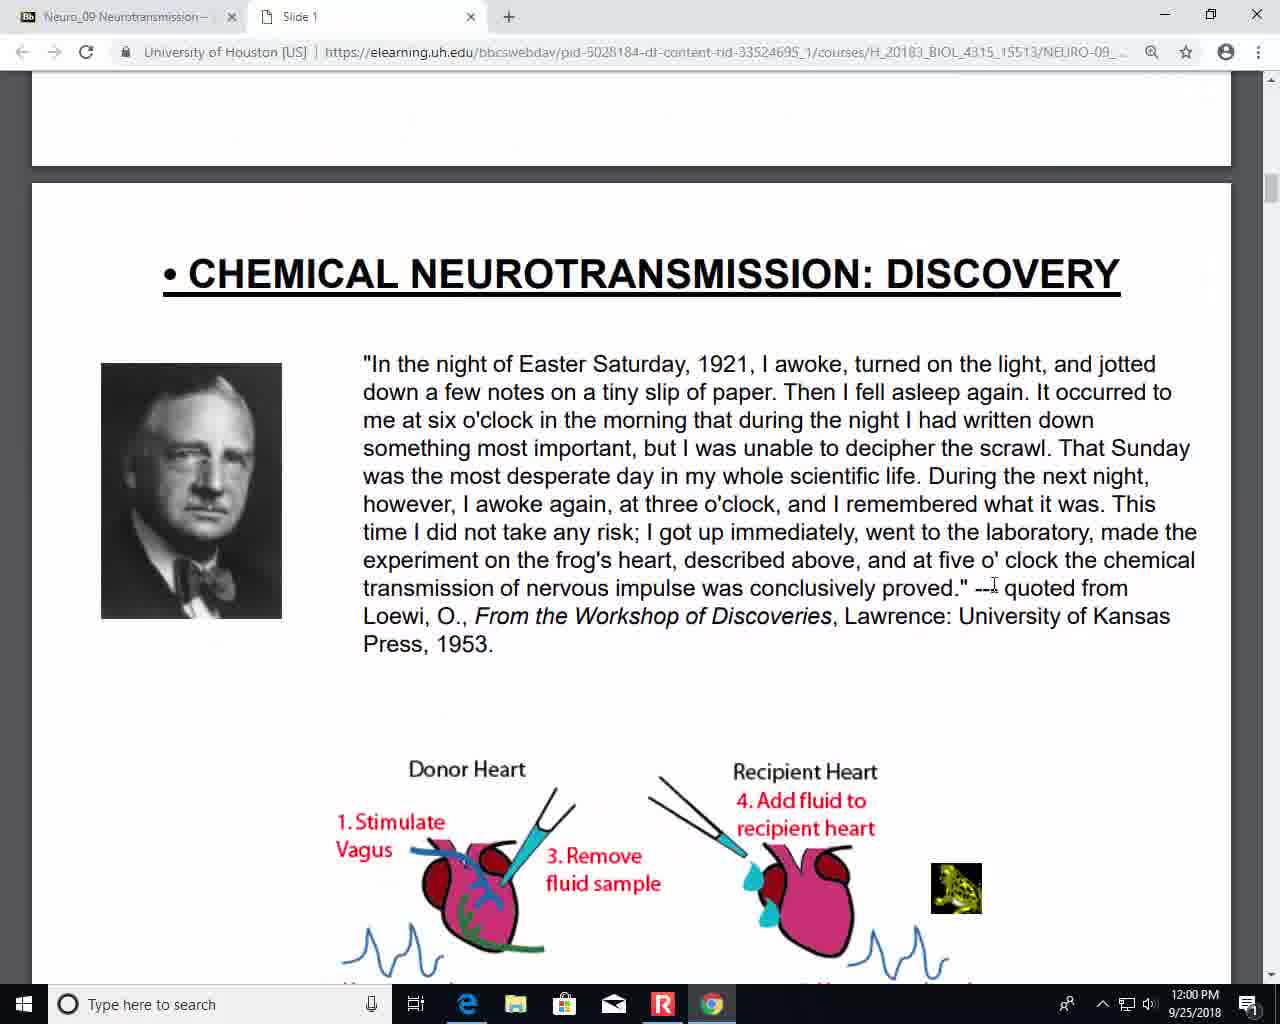 Neuro_09 Neurotransmission –
Slide 1
University of Houston [US]
https://elearning.uh.edu/bbcswebdav/pid-6028184-dt-content-rid-33524695_1/courses/H_20183_BIOL_4315_15513/NEURO-09_...
• CHEMICAL NEUROTRANSMISSION: DISCOVERY
"In the night of Easter Saturday, 1921, I awoke, turned on the light, and jotted
down a few notes on a tiny slip of paper. Then I fell asleep again. It occurred to
me at six o'clock in the morning that during the night I had written down
something most important, but I was unable to decipher the scrawl. That Sunday
was the most desperate day in my whole scientific life. During the next night,
however, I awoke again, at three o'clock, and I remembered what it was. This
time I did not take any risk; I got up immediately, went to the laboratory, made the
experiment on the frog's heart, described above, and at five o' clock the chemical
transmission of nervous impulse was conclusively proved." --- quoted from
Loewi, O., From the Workshop of Discoveries, Lawrence: University of Kansas
Press, 1953.
Donor Heart
Recipient Heart
1. Stimulate
Vagus
3. Remove
fluid sample
4. Add fluid to
recipient heart
Type here to search
12:00 PM
9/25/2018